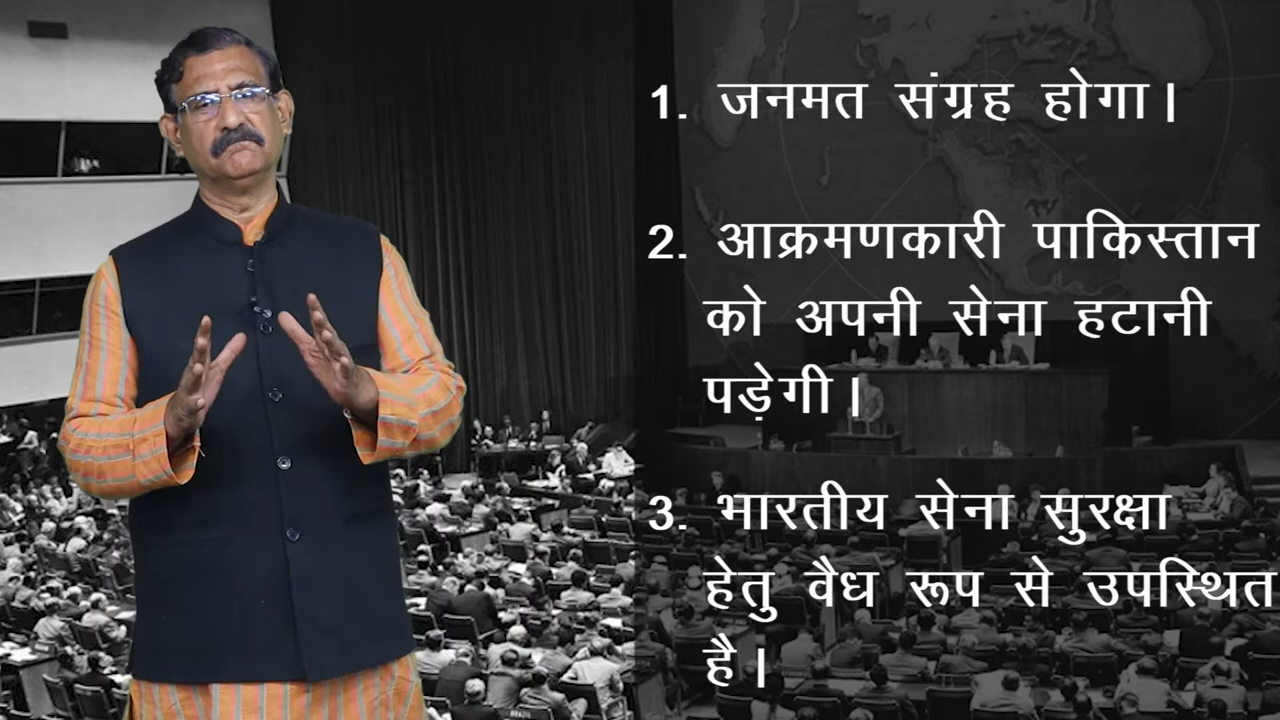 1. जनमत संग्रह होगा।
2. आक्रमणकारी पाकिस्तान
को अपनी सेना हटानी
पड़ेगी।
3. भारतीय सेना सुरक्षा
हेतु वैध रूप से उपस्थित
है।